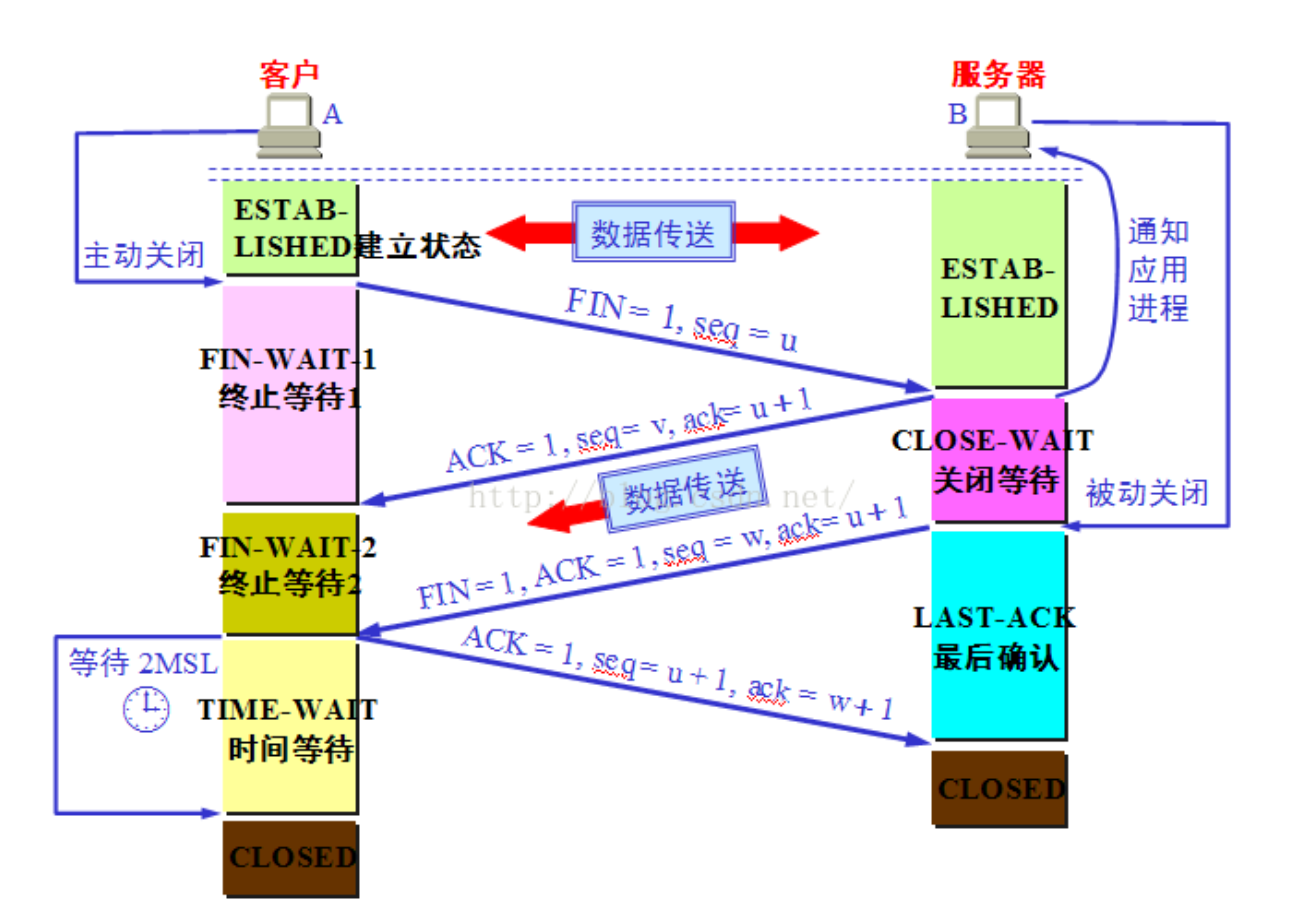 客户
服务器
A
B
ESTAB-
LISHED建立状态
数据传送
主动关闭
ESTAB-
LISHED
通知
应用
进程
FIN= 1, seq = u
FIN-WAIT-1
终止等待1
ACK = 1, seq= v, ack= u+1
CLOSE-WAIT
关闭等待
数据传送
被动关闭
FIN-WAIT-2
终止等待2
FIN=1, ACK = 1, seq = w, ack= u+1
LAST-ACK
最后确认
ACK = 1, seq= u+1, ack = w+1
等待 2MSL
TIME-WAIT
时间等待
CLOSED
CLOSED